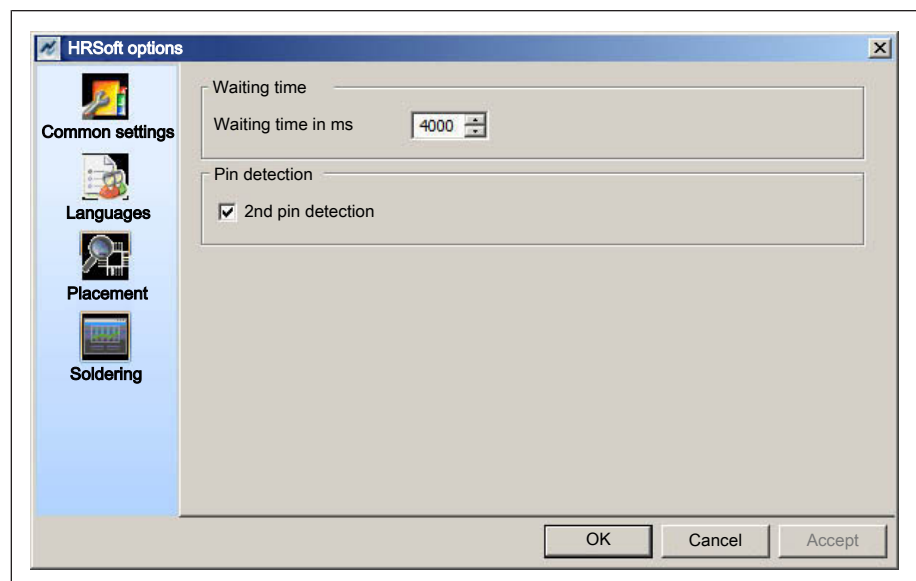 HRSoft options
Common settings
Languages
Placement
Soldering
Waiting time
Waiting time in ms 4000
Pin detection
2nd pin detection
OK Cancel Accept